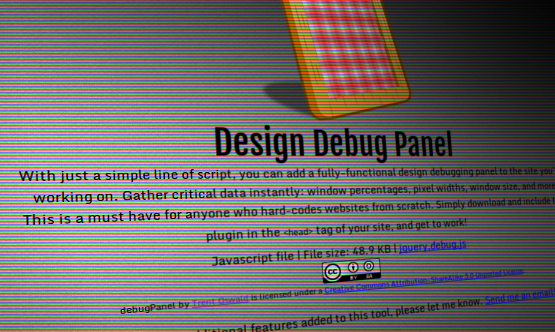 Design Debug Panel
With just a simple line of script, you can add a fully-functional design debugging panel to the site you
working on. Gather critical data instantly: window percentages, pixel widths, window size, and more
This is a must have for anyone who hard-codes websites from scratch. Simply download and include t
plugin in the <head> tag of your site, and get to work!
Javascript file | File size: 48.9 KB | jquery.debug.js
CC BY SA
debugPanel by Trent Oswald is licensed under a Creative Commons Attribution-ShareAlike 3.0 Unported License
ditional features added to this tool, please let me know. Send me an email